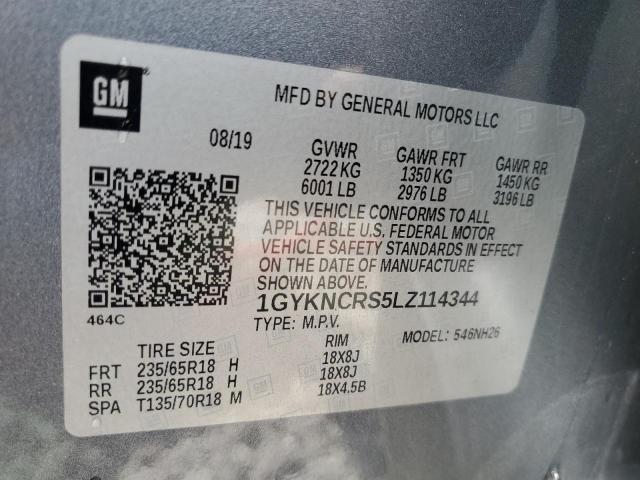 GM
MFD BY GENERAL MOTORS LLC
08/19
GVWR GAWR FRT GAWR RR
2722 KG 1350 KG 1450 KG
6001 LB 2976 LB 3196 LB
THIS VEHICLE CONFORMS TO ALL
APPLICABLE U.S. FEDERAL MOTOR
VEHICLE SAFETY STANDARDS IN EFFECT
ON THE DATE OF MANUFACTURE
SHOWN ABOVE.
464C
1GYKNCRS5LZ114344
TYPE: M.P.V. MODEL: 546NH26
TIRE SIZE RIM
FRT 235/65R18 H 18X8J
RR 235/65R18 H 18X8J
SPA T135/70R18 M 18X4.5B